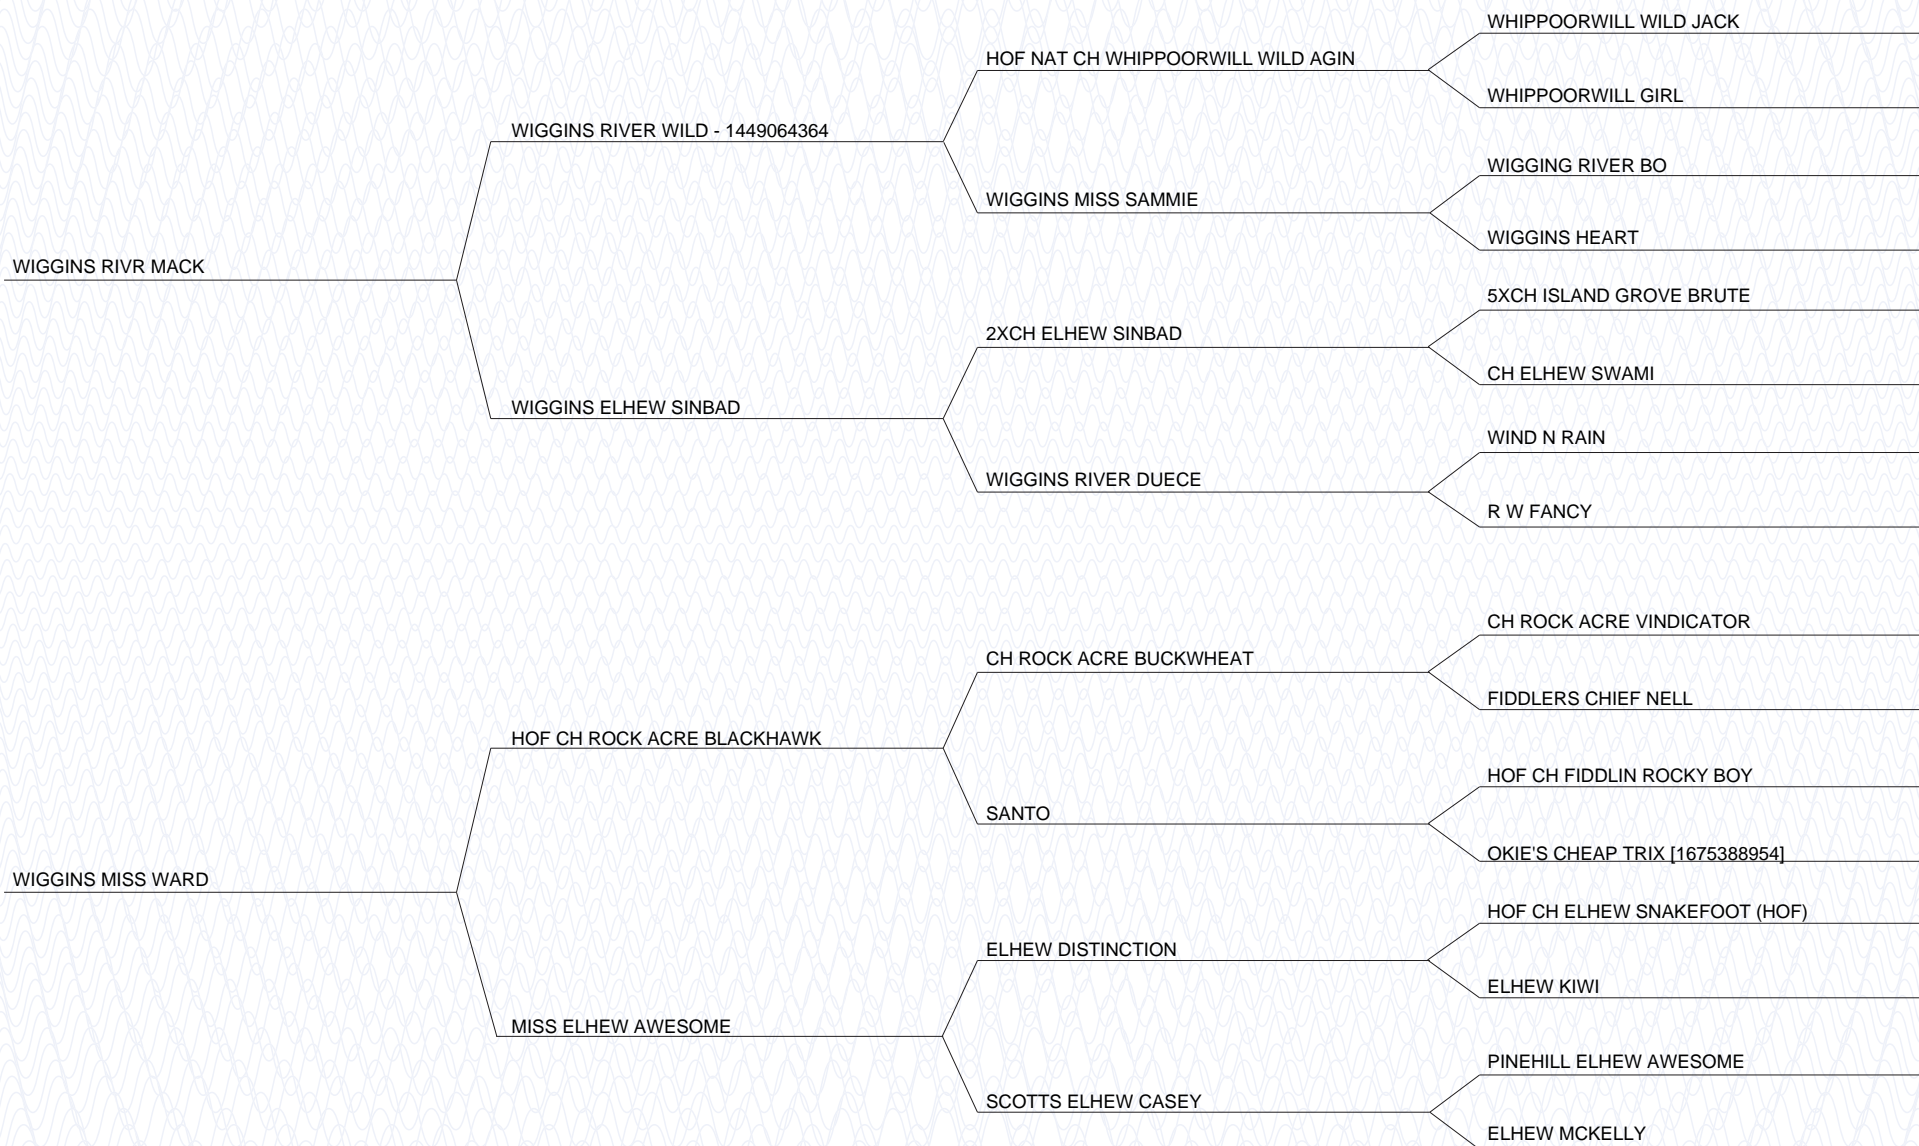 WHIPPOORWILL WILD JACK
HOF NAT CH WHIPPOORWILL WILD AGIN
WHIPPOORWILL GIRL
WIGGINS RIVER WILD - 1449064364
WIGGING RIVER BO
WIGGINS MISS SAMMIE
WIGGINS HEART
WIGGINS RIVR MACK
5XCH ISLAND GROVE BRUTE
2XCH ELHEW SINBAD
CH ELHEW SWAMI
WIGGINS ELHEW SINBAD
WIND N RAIN
WIGGINS RIVER DUECE
R W FANCY
CH ROCK ACRE VINDICATOR
CH ROCK ACRE BUCKWHEAT
FIDDLERS CHIEF NELL
HOF CH ROCK ACRE BLACKHAWK
HOF CH FIDDLIN ROCKY BOY
SANTO
OKIE'S CHEAP TRIX [1675388954]
WIGGINS MISS WARD
HOF CH ELHEW SNAKEFOOT (HOF)
ELHEW DISTINCTION
ELHEW KIWI
MISS ELHEW AWESOME
PINEHILL ELHEW AWESOME
SCOTTS ELHEW CASEY
ELHEW MCKELLY